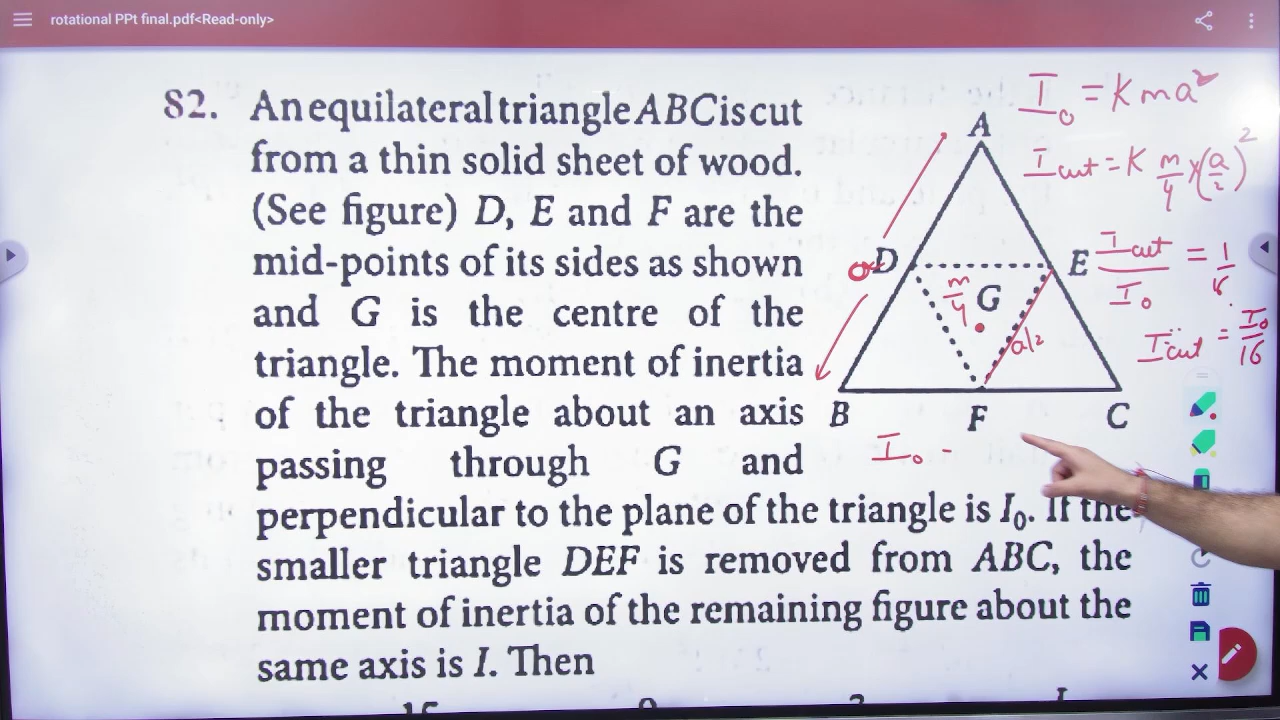 rotational PPt final.pdf<Read-only>
82. An equilateral triangle ABC is cut
from a thin solid sheet of wood.
(See figure) D, E and F are the
mid-points of its sides as shown
and G is the centre of the
triangle. The moment of inertia
of the triangle about an axis
passing through G and
perpendicular to the plane of the triangle is I₀. If the
smaller triangle DEF is removed from ABC, the
moment of inertia of the remaining figure about the
same axis is I. Then
A
D
E
G
B
F
C
m/4
a/2
I₀ = K m a²
I cut = K m/4 × (a/2)²
I cut / I₀ = 1/
I cut = I₀/16
I₀ -